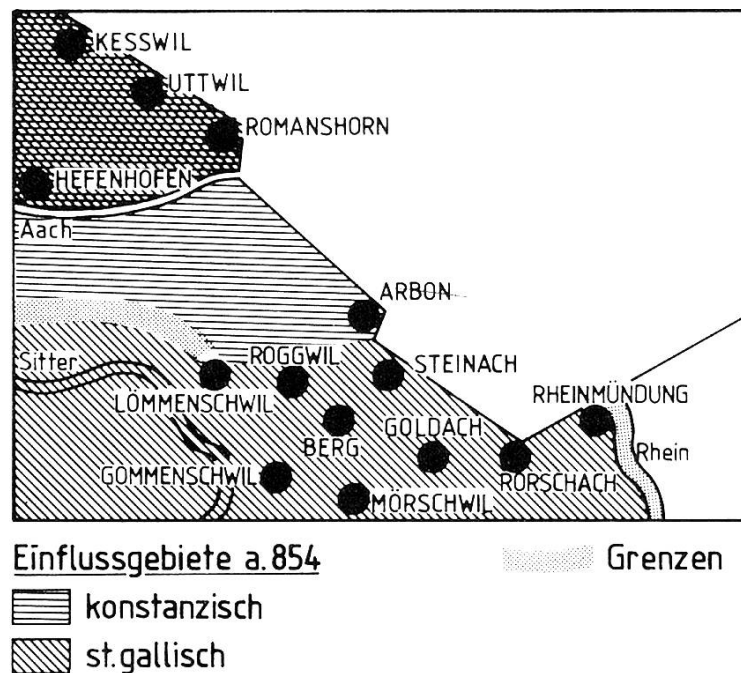 KESSWIL
UTTWIL
ROMANSHORN
HEFENHOFEN
Aach
ARBON
Sitter
ROGGWIL
STEINACH
LÖMMENSCHWIL
RHEINMÜNDUNG
BERG
GOLDACH
Rhein
GOMMENSCHWIL
RORSCHACH
MÖRSCHWIL
Einflussgebiete a.854
Grenzen
konstanzisch
st.gallisch